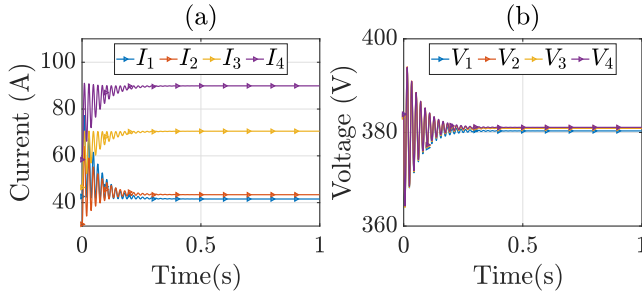 (a) (b)
I1 I2 I3 I4
V1 V2 V3 V4
Current (A)
100
80
60
40
0 0.5 1
Time(s)
Voltage (V)
400
380
360
0 0.5 1
Time(s)